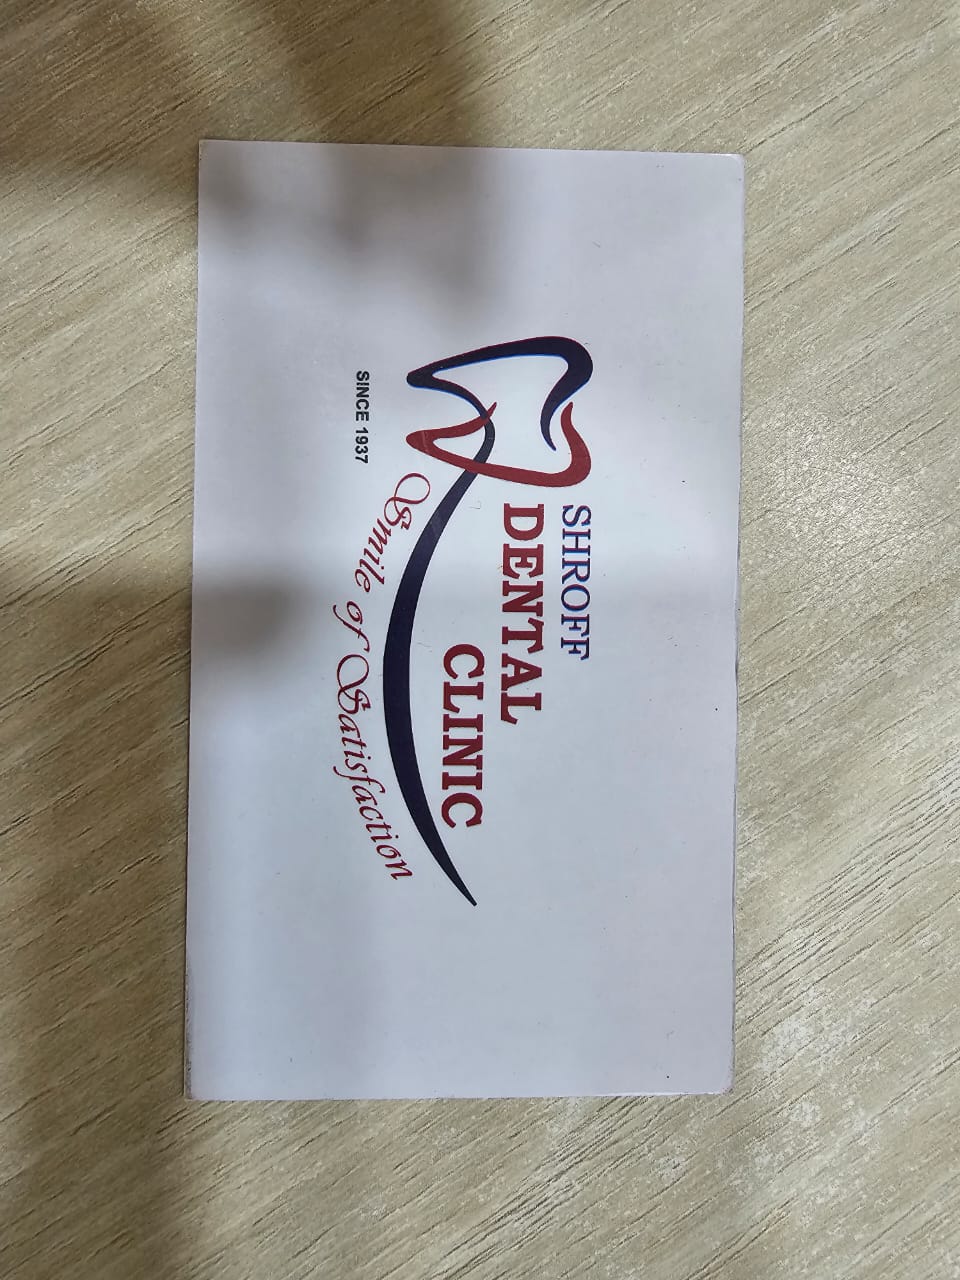 SHROFF
DENTAL
CLINIC
SINCE 1937
Smile of Satisfaction